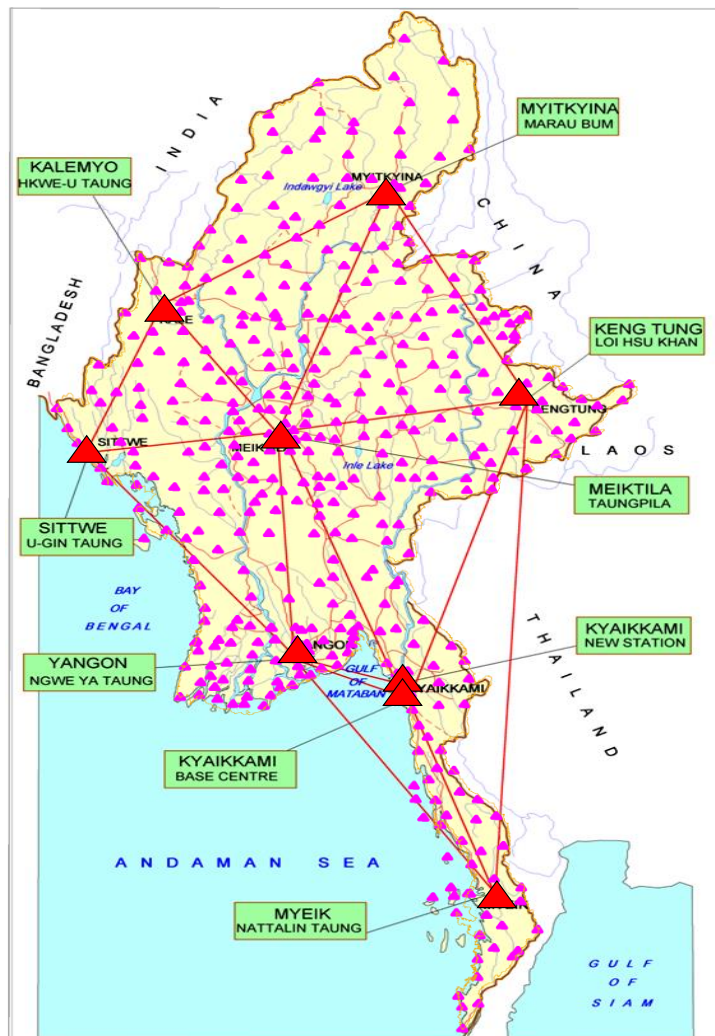 MYITKYINA
MARAU BUM
INDIA
KALEMYO
HKWE-U TAUNG
MYITKYINA
Indawgyi Lake
CHINA
BANGLADESH
KENG TUNG
LOI HSU KHAN
ENGTUNG
SITTWE
Inle Lake
LAOS
MEIKTILA
TAUNGPILA
SITTWE
U-GIN TAUNG
BAY
OF
BENGAL
THAILAND
KYAIKKAMI
NEW STATION
YANGON
NGWE YA TAUNG
GULF
OF
MATABAN
YAIKKAMI
KYAIKKAMI
BASE CENTRE
ANDAMAN SEA
MYEIK
NATTALIN TAUNG
GULF
OF
SIAM